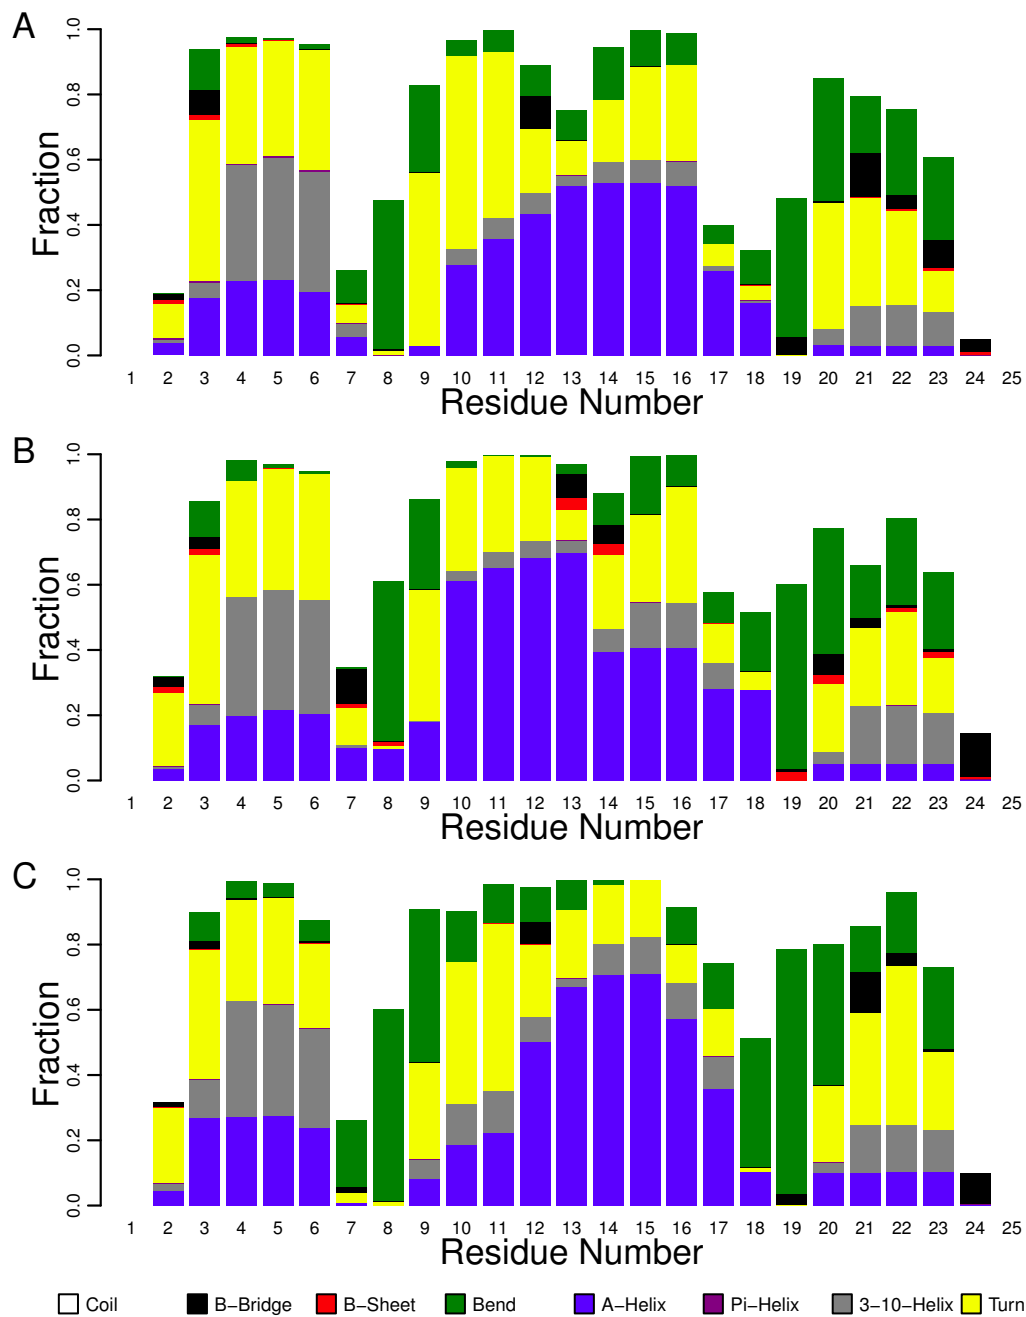 A
Fraction
0.0 0.2 0.4 0.6 0.8 1.0
1 2 3 4 5 6 7 8 9 10 11 12 13 14 15 16 17 18 19 20 21 22 23 24 25
Residue Number
B
Fraction
0.0 0.2 0.4 0.6 0.8 1.0
1 2 3 4 5 6 7 8 9 10 11 12 13 14 15 16 17 18 19 20 21 22 23 24 25
Residue Number
C
Fraction
0.0 0.2 0.4 0.6 0.8 1.0
1 2 3 4 5 6 7 8 9 10 11 12 13 14 15 16 17 18 19 20 21 22 23 24 25
Residue Number
Coil B−Bridge B−Sheet Bend A−Helix Pi−Helix 3−10−Helix Turn